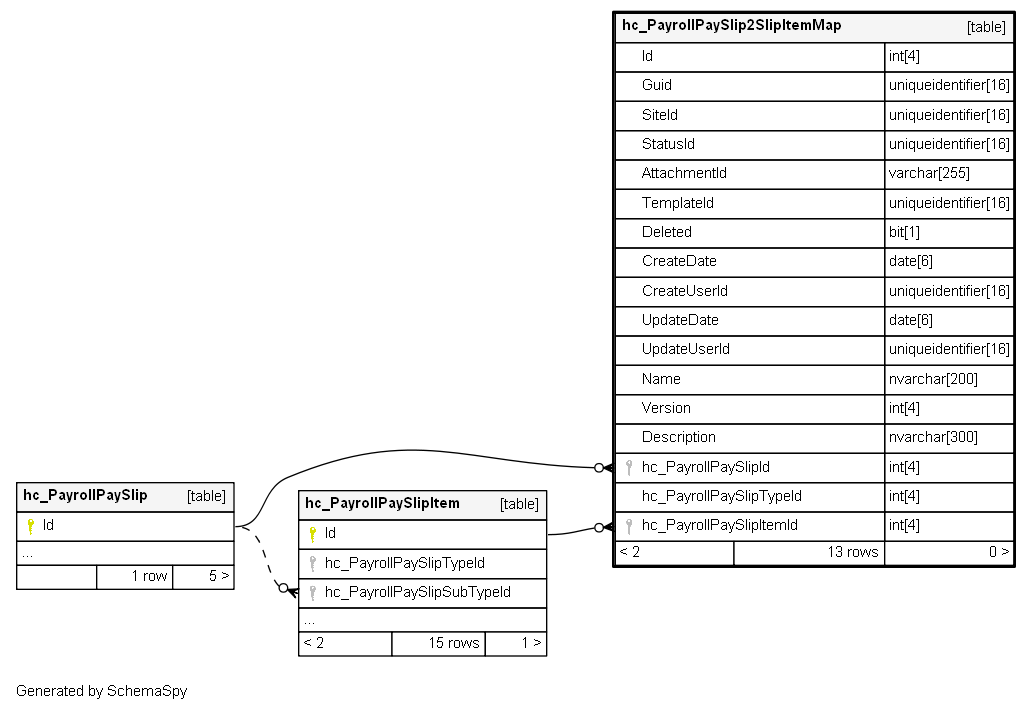 hc_PayrollPaySlip2SlipItemMap [table]
Id int[4]
Guid uniqueidentifier[16]
SiteId uniqueidentifier[16]
StatusId uniqueidentifier[16]
AttachmentId varchar[255]
TemplateId uniqueidentifier[16]
Deleted bit[1]
CreateDate date[6]
CreateUserId uniqueidentifier[16]
UpdateDate date[6]
UpdateUserId uniqueidentifier[16]
Name nvarchar[200]
Version int[4]
Description nvarchar[300]
hc_PayrollPaySlipId int[4]
hc_PayrollPaySlipTypeId int[4]
hc_PayrollPaySlipItemId int[4]
< 2 13 rows 0 >
hc_PayrollPaySlip [table]
Id
...
1 row 5 >
hc_PayrollPaySlipItem [table]
Id
hc_PayrollPaySlipTypeId
hc_PayrollPaySlipSubTypeId
...
< 2 15 rows 1 >
Generated by SchemaSpy